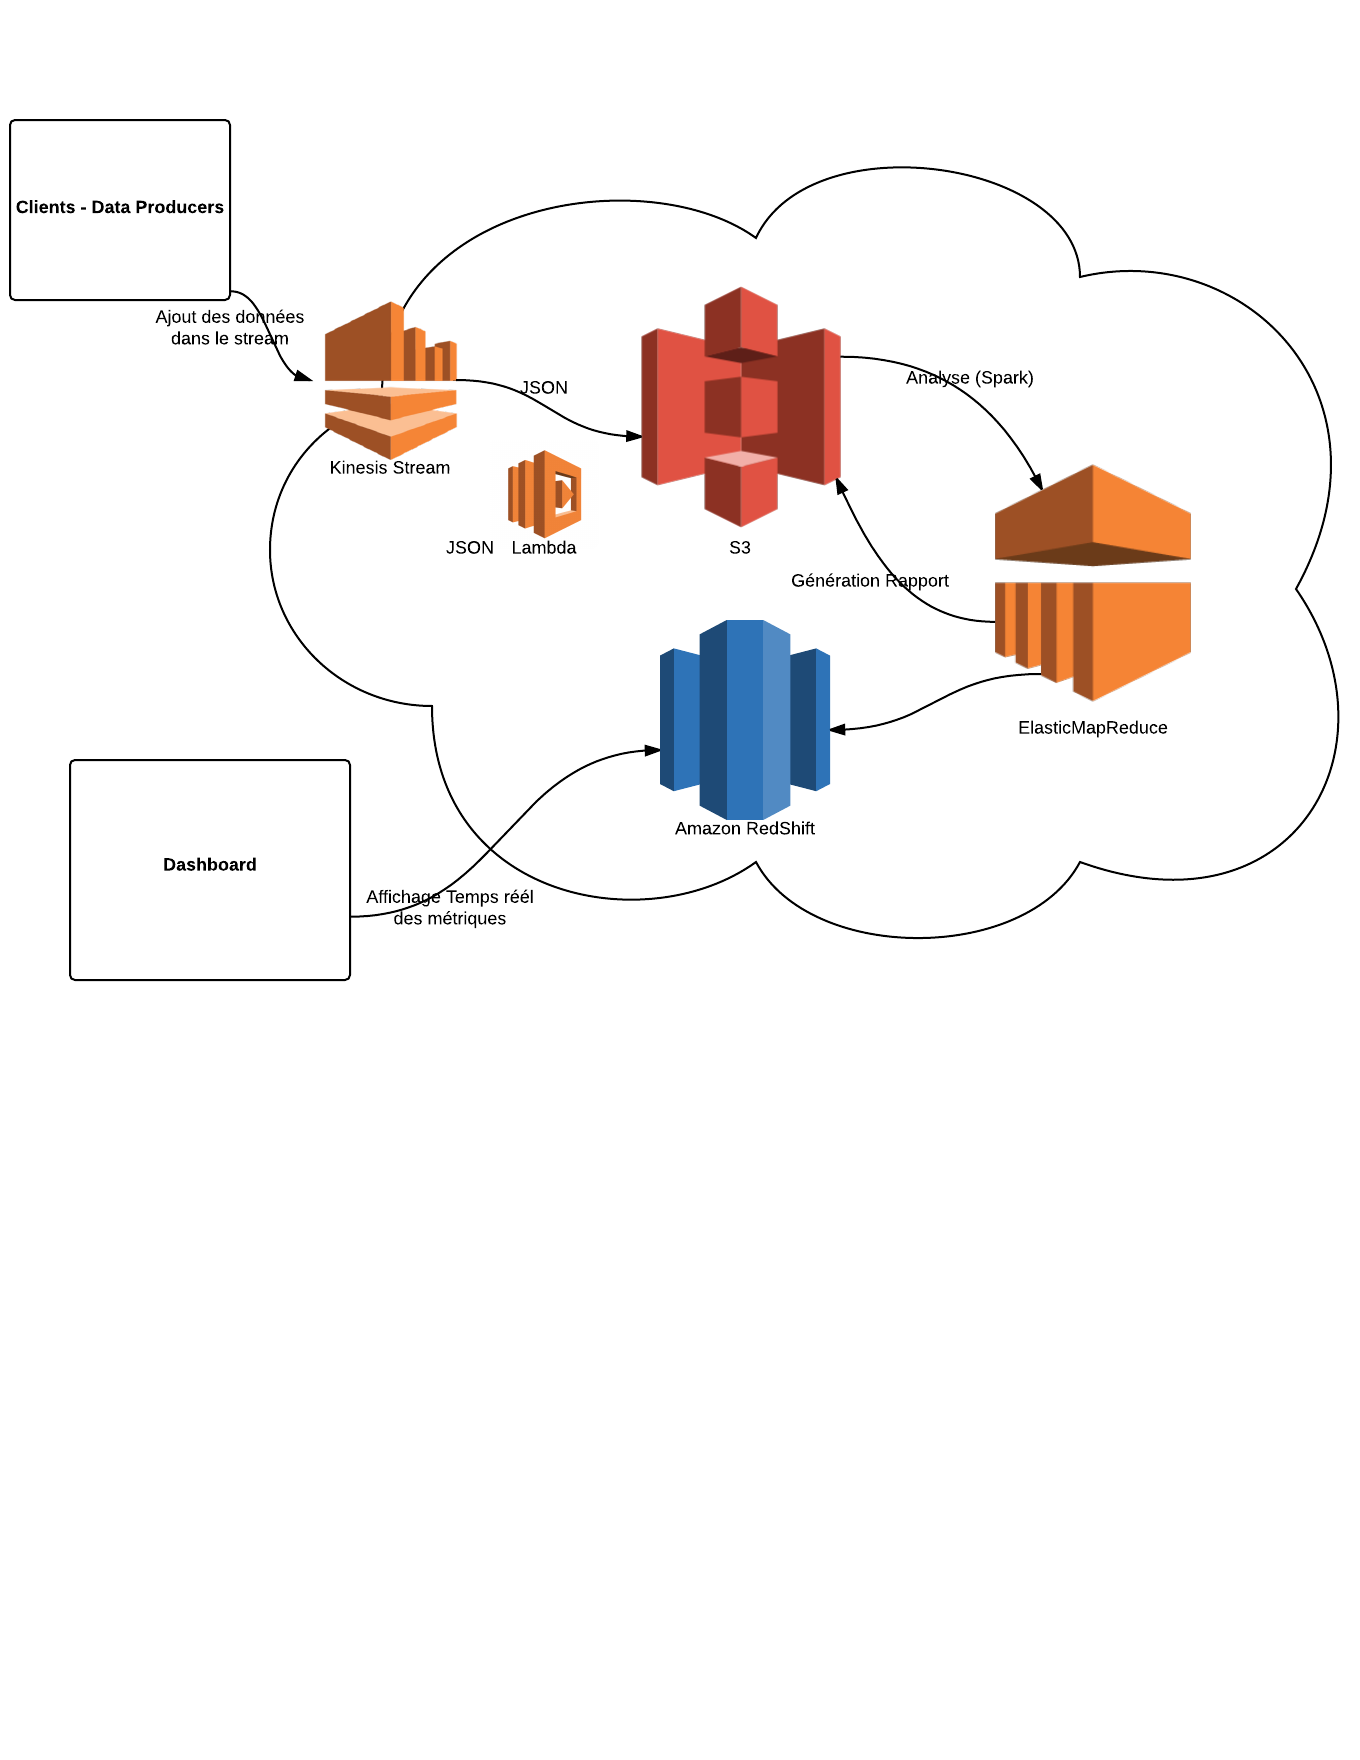 Clients - Data Producers
Ajout des données
dans le stream
Kinesis Stream
JSON
JSON
Lambda
S3
Analyse (Spark)
Génération Rapport
ElasticMapReduce
Amazon RedShift
Dashboard
Affichage Temps réél
des métriques